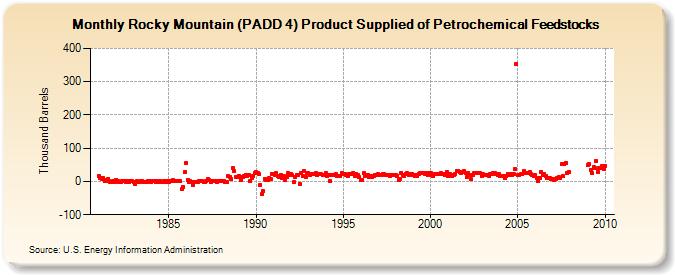 Monthly Rocky Mountain (PADD 4) Product Supplied of Petrochemical Feedstocks
Thousand Barrels
400
300
200
100
0
-100
1985 1990 1995 2000 2005 2010
Source: U.S. Energy Information Administration